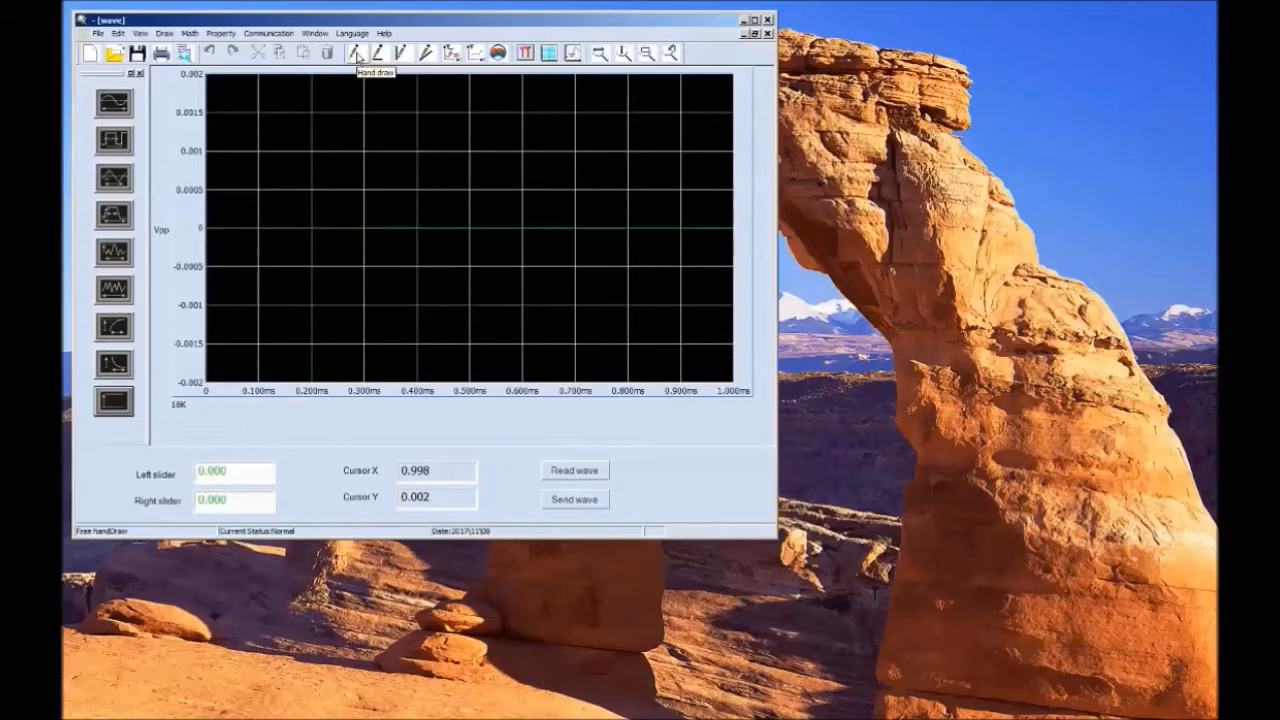 - [wave]
File Edit View Draw Math Property Communication Window Language Help
Hand draw
0.002
0.0015
0.001
0.0005
Vpp
0
-0.0005
-0.001
-0.0015
-0.002
0 0.100ms 0.200ms 0.300ms 0.400ms 0.500ms 0.600ms 0.700ms 0.800ms 0.900ms 1.000ms
16K
Left slider 0.000 Cursor X 0.998 Read wave
Right slider 0.000 Cursor Y 0.002 Send wave
Free handDraw Current Status:Normal Date:2017\11\09